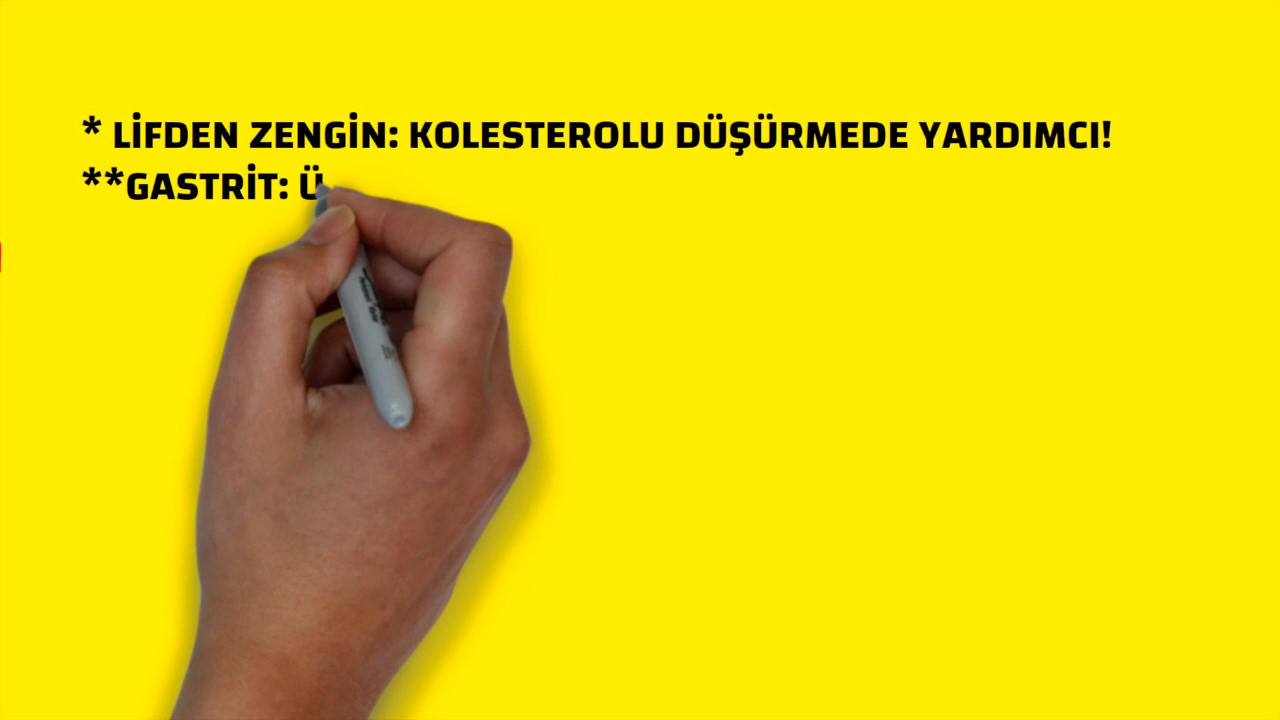 * LİFDEN ZENGİN: KOLESTEROLU DÜŞÜRMEDE YARDIMCI!
**GASTRİT: Ü